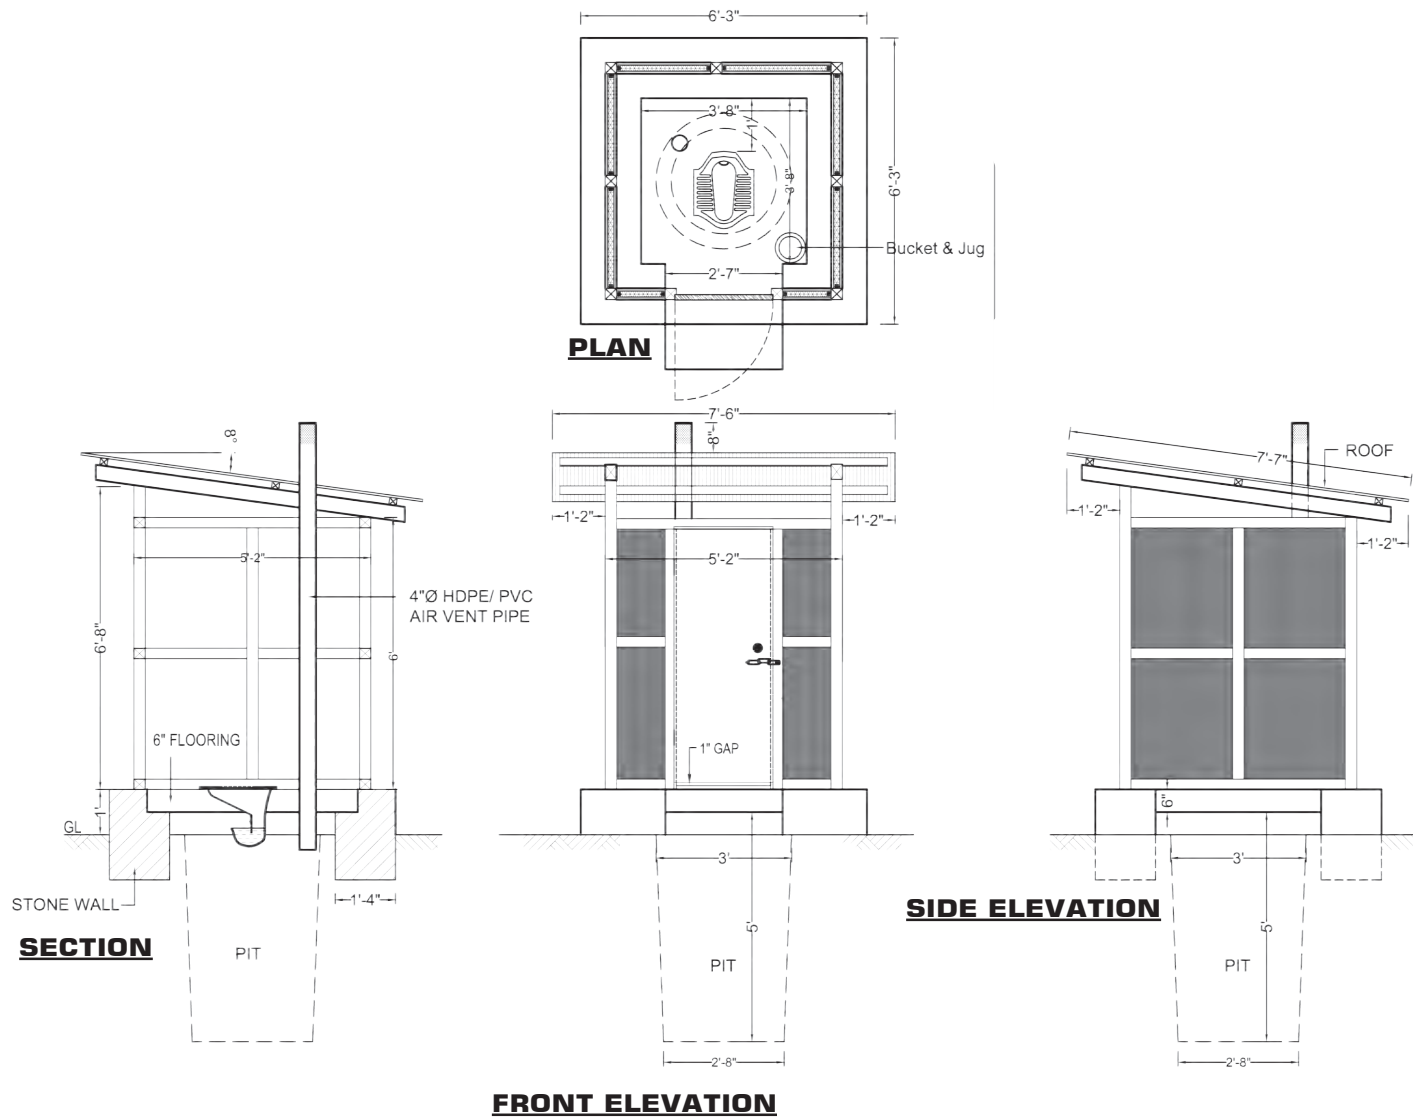 6'-3"
3'-8"
1'
3'-8"
6'-3"
Bucket & Jug
2'-7"
PLAN
8°
6'-8"
5'-2"
6'
4"Ø HDPE/ PVC
AIR VENT PIPE
6" FLOORING
1'
GL
STONE WALL
1'-4"
PIT
SECTION
7'-6"
8"
1'-2"
1'-2"
5'-2"
1" GAP
3'
5'
PIT
2'-8"
FRONT ELEVATION
7'-7"
ROOF
1'-2"
1'-2"
6"
3'
5'
PIT
2'-8"
SIDE ELEVATION